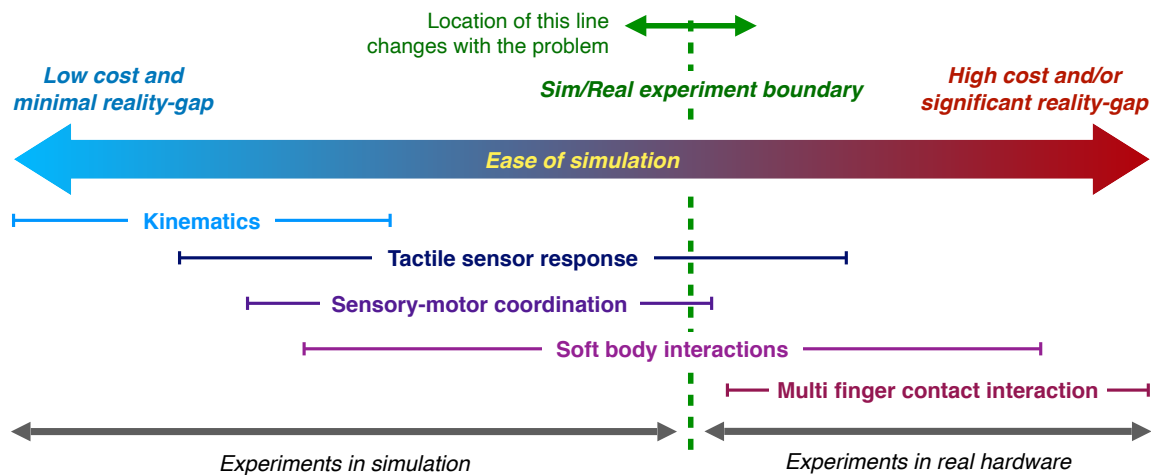 Location of this line
changes with the problem
Low cost and
minimal reality-gap
Sim/Real experiment boundary
High cost and/or
significant reality-gap
Ease of simulation
Kinematics
Tactile sensor response
Sensory-motor coordination
Soft body interactions
Multi finger contact interaction
Experiments in simulation
Experiments in real hardware